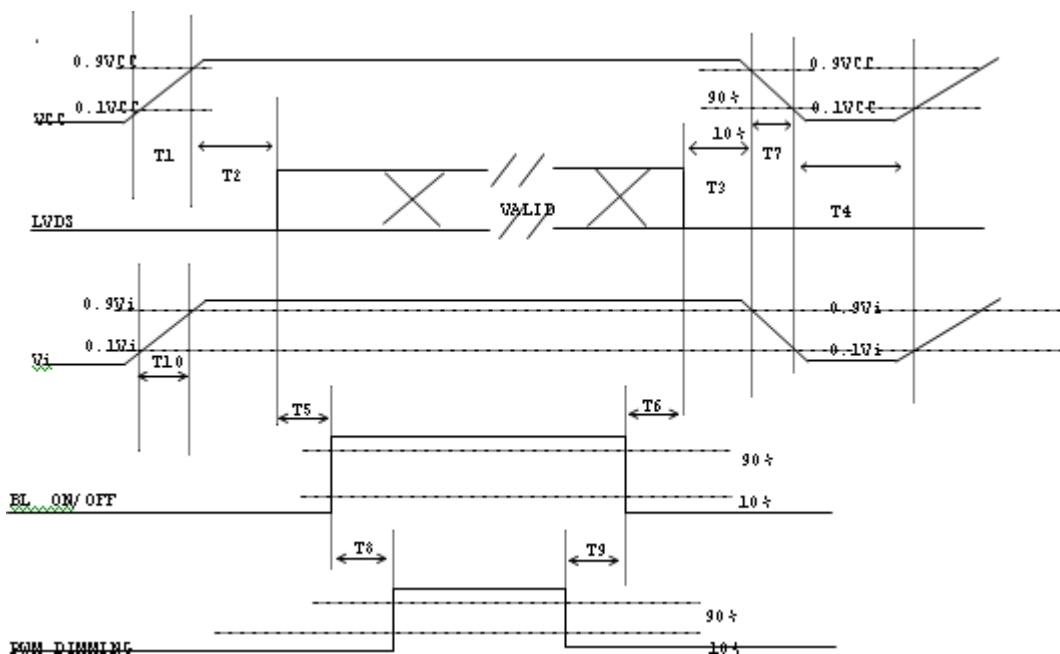 0.9VCC 0.9VCC
0.1VCC 90% 0.1VCC
VCC
T1 10% T7
T2 T3
VALID T4
LVDS
0.9Vi 0.9Vi
0.1Vi 0.1Vi
Vi T10
T5 T6
90%
BL ON/OFF 10%
T8 T9
90%
PWM DIMMING 10%